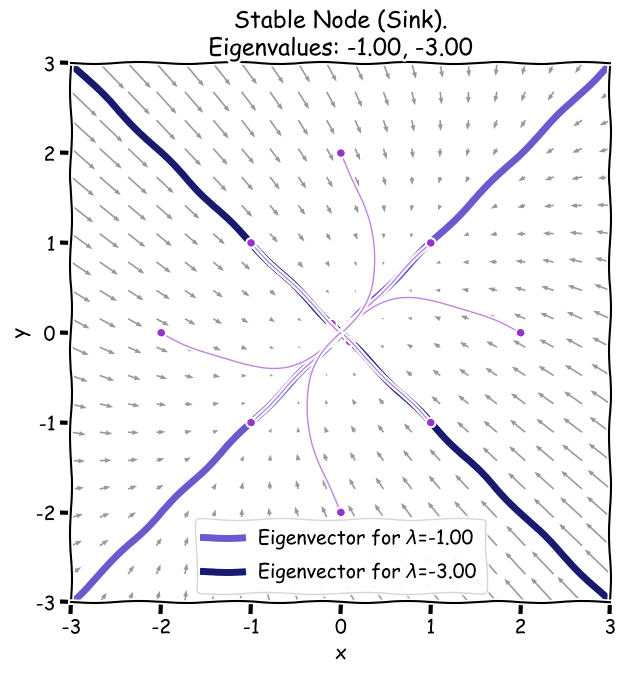 Stable Node (Sink).
Eigenvalues: -1.00, -3.00
3
2
1
0
-1
-2
-3
y
Eigenvector for λ=-1.00
Eigenvector for λ=-3.00
-3 -2 -1 0 1 2 3
x